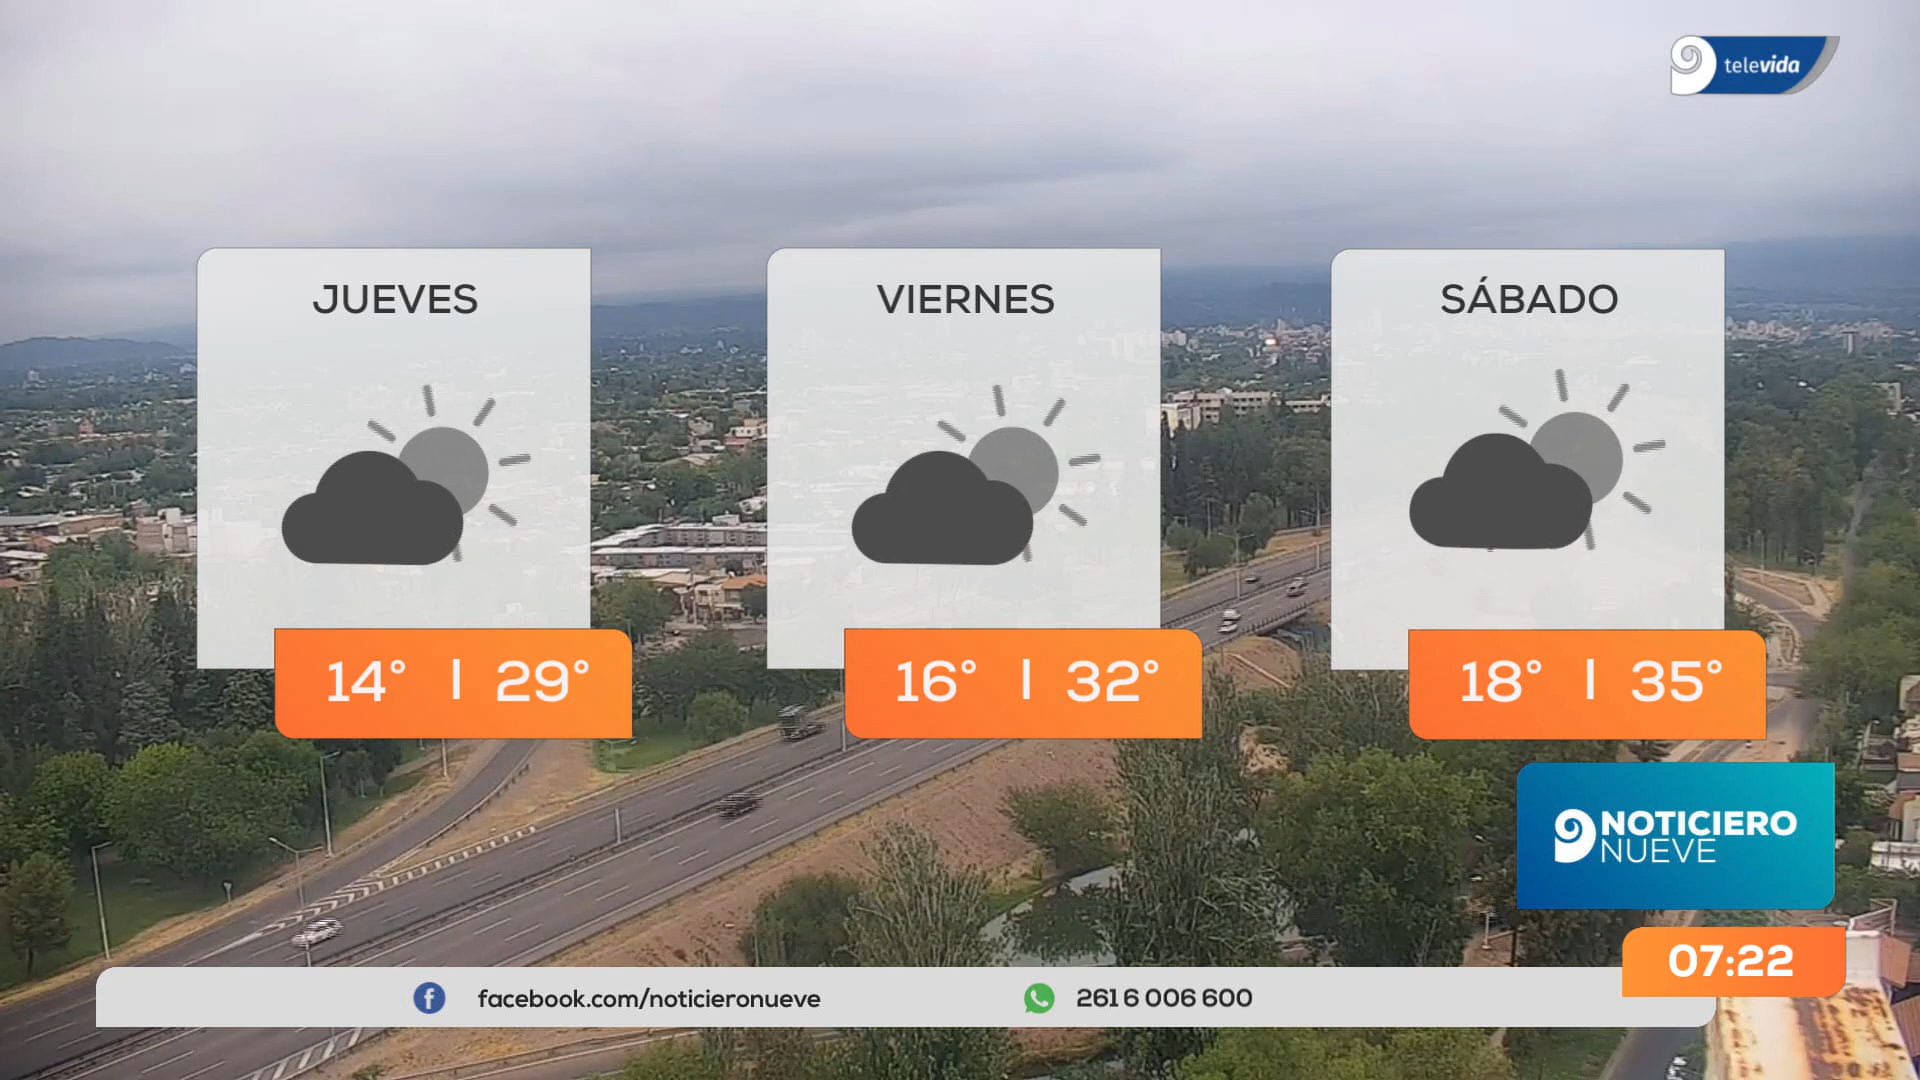 televida
JUEVES
14° | 29°
VIERNES
16° | 32°
SÁBADO
18° | 35°
NOTICIERO
NUEVE
07:22
facebook.com/noticieronueve
261 6 006 600